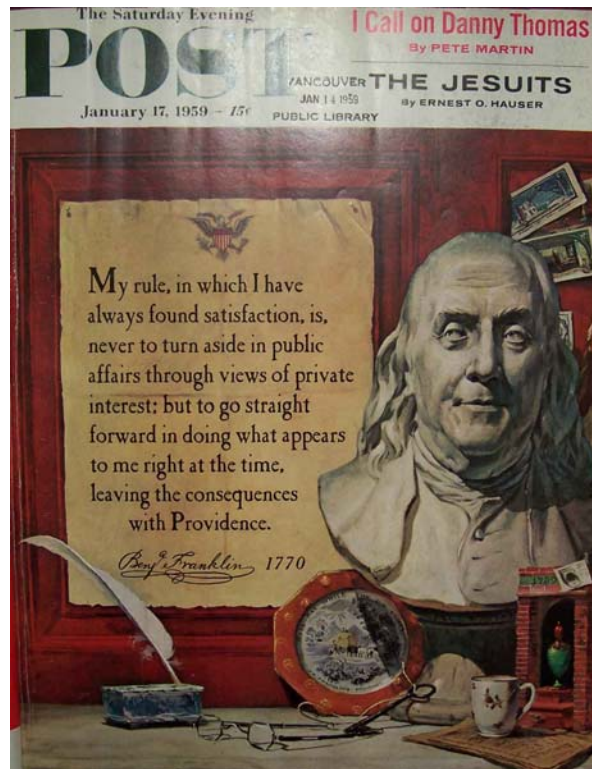 The Saturday Evening
POST
January 17, 1959 – 15¢
I Call on Danny Thomas
By PETE MARTIN
THE JESUITS
By ERNEST O. HAUSER
VANCOUVER
JAN 14 1959
PUBLIC LIBRARY
My rule, in which I have
always found satisfaction, is,
never to turn aside in public
affairs through views of private
interest; but to go straight
forward in doing what appears
to me right at the time,
leaving the consequences
with Providence.
Benj. Franklin 1770